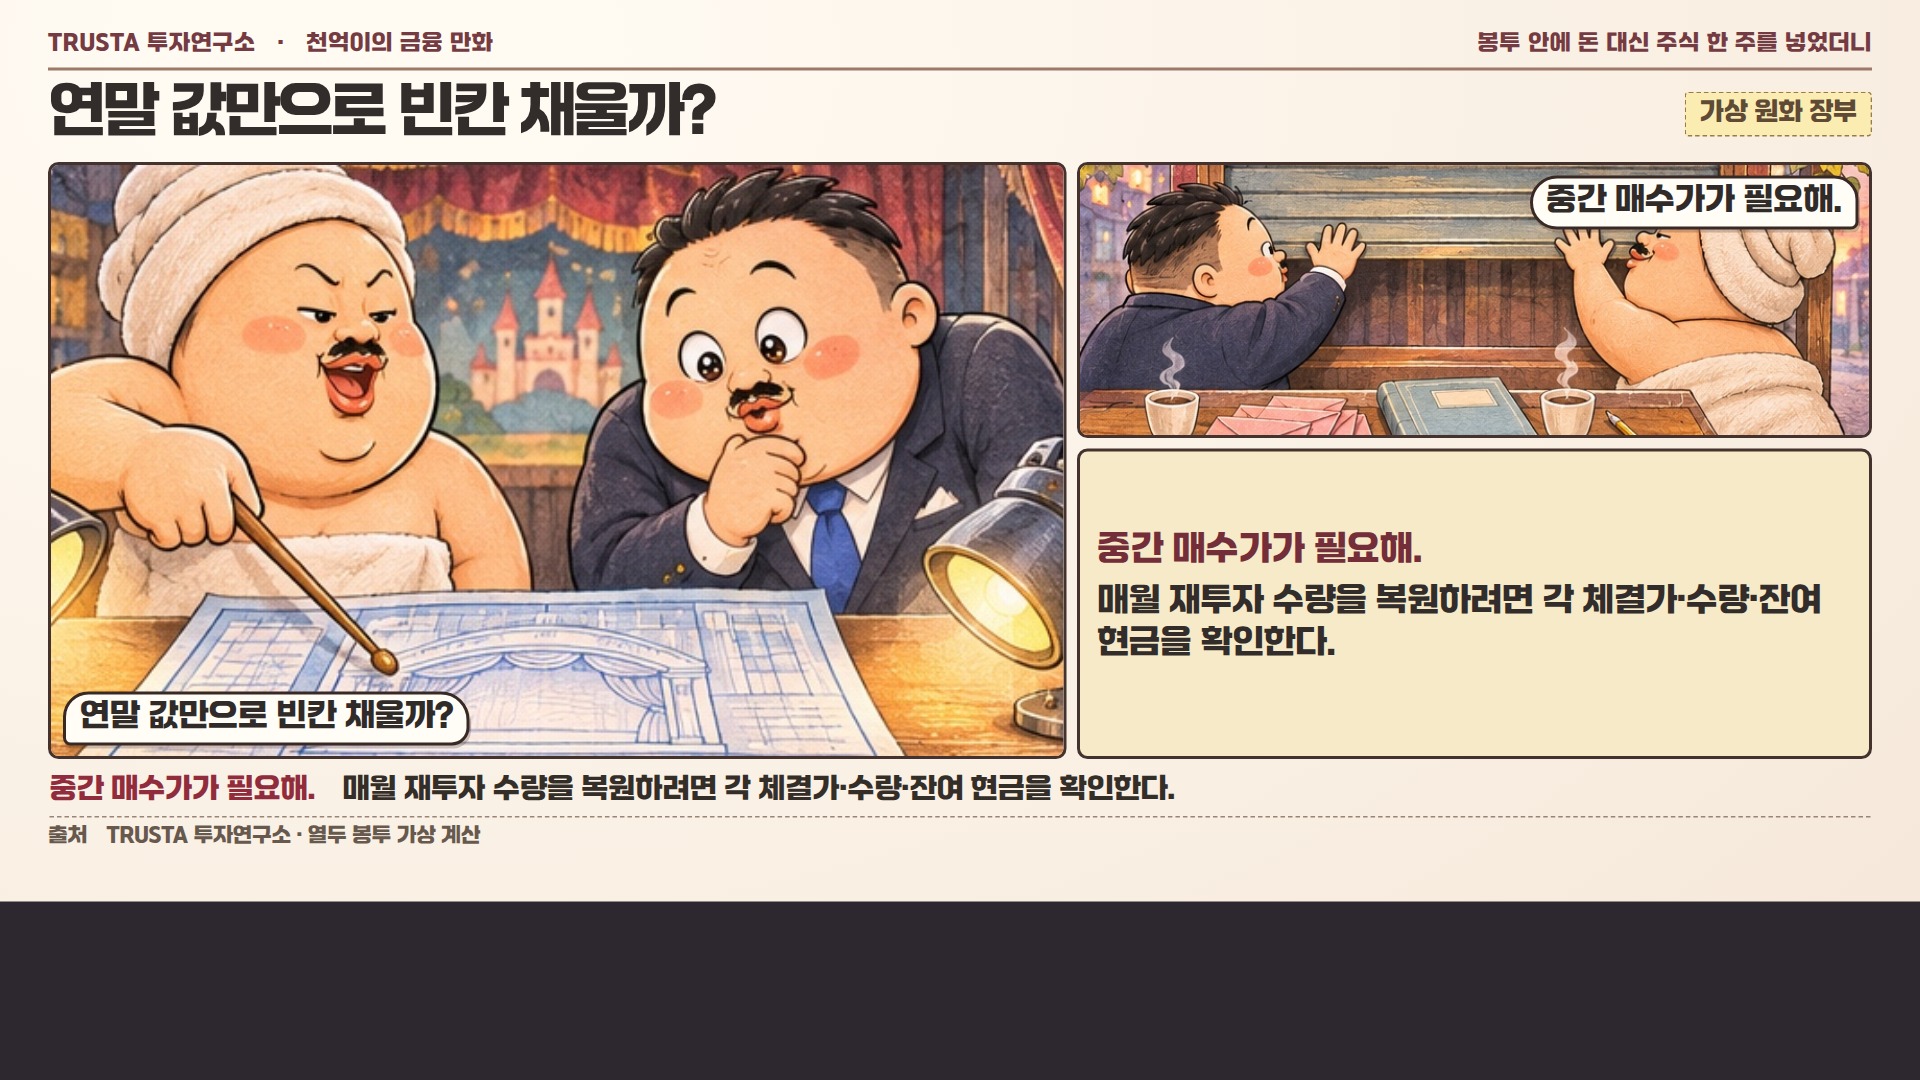 TRUSTA 투자연구소 · 천억이의 금융 만화
봉투 안에 돈 대신 주식 한 주를 넣었더니
연말 값만으로 빈칸 채울까?
가상 원화 장부
연말 값만으로 빈칸 채울까?
중간 매수가가 필요해.
중간 매수가가 필요해.
매월 재투자 수량을 복원하려면 각 체결가·수량·잔여
현금을 확인한다.
중간 매수가가 필요해. 매월 재투자 수량을 복원하려면 각 체결가·수량·잔여 현금을 확인한다.
출처 TRUSTA 투자연구소 · 열두 봉투 가상 계산